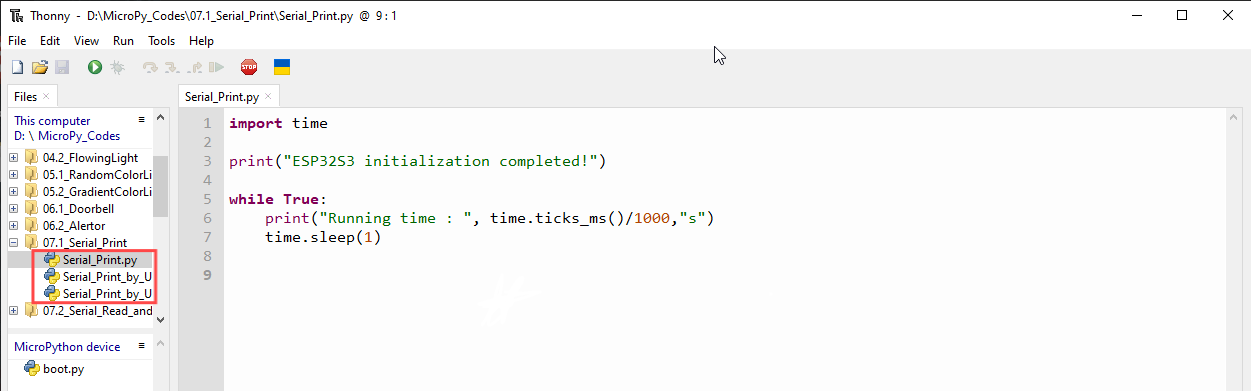 Thonny - D:\MicroPy_Codes\07.1_Serial_Print\Serial_Print.py @ 9 : 1
File Edit View Run Tools Help
STOP
Files
This computer
D: \ MicroPy_Codes
04.2_FlowingLight
05.1_RandomColorLi
05.2_GradientColorLi
06.1_Doorbell
06.2_Alertor
07.1_Serial_Print
Serial_Print.py
Serial_Print_by_U
Serial_Print_by_U
07.2_Serial_Read_and
MicroPython device
boot.py
Serial_Print.py
1 import time
2
3 print("ESP32S3 initialization completed!")
4
5 while True:
6     print("Running time : ", time.ticks_ms()/1000,"s")
7     time.sleep(1)
8
9